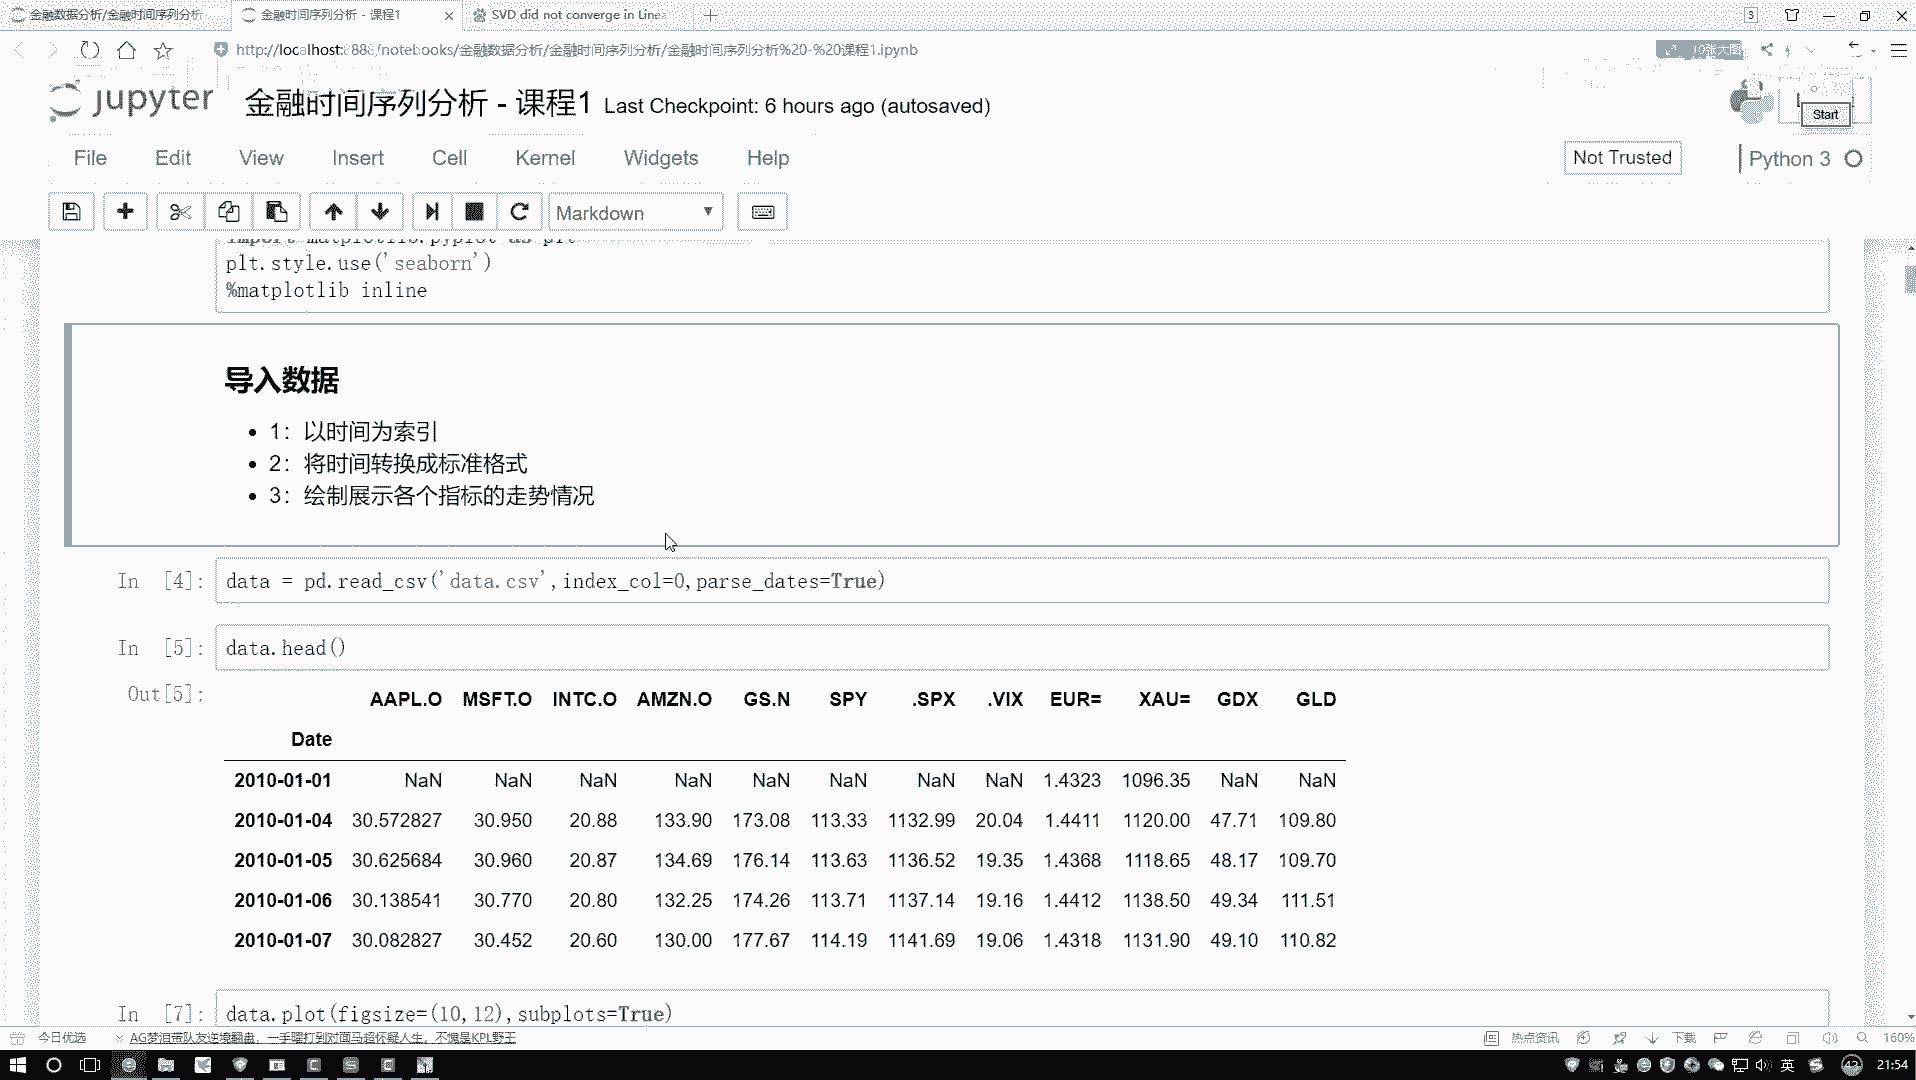 金融数据分析/金融时间序列分析
金融时间序列分析 - 课程1
SVD did not converge in Linea
3
http://localhost:888/notebooks/金融数据分析/金融时间序列分析/金融时间序列分析%20-%20课程1.ipynb
10张大图
jupyter
金融时间序列分析 - 课程1 Last Checkpoint: 6 hours ago (autosaved)
Start
File Edit View Insert Cell Kernel Widgets Help
Not Trusted
Python 3
Markdown
import matplotlib.pyplot as plt
plt.style.use('seaborn')
%matplotlib inline
导入数据
1：以时间为索引
2：将时间转换成标准格式
3：绘制展示各个指标的走势情况
In [4]: data = pd.read_csv('data.csv',index_col=0,parse_dates=True)
In [5]: data.head()
Out[5]:
AAPL.O MSFT.O INTC.O AMZN.O GS.N SPY .SPX .VIX EUR= XAU= GDX GLD
Date
2010-01-01 NaN NaN NaN NaN NaN NaN NaN NaN 1.4323 1096.35 NaN NaN
2010-01-04 30.572827 30.950 20.88 133.90 173.08 113.33 1132.99 20.04 1.4411 1120.00 47.71 109.80
2010-01-05 30.625684 30.960 20.87 134.69 176.14 113.63 1136.52 19.35 1.4368 1118.65 48.17 109.70
2010-01-06 30.138541 30.770 20.80 132.25 174.26 113.71 1137.14 19.16 1.4412 1138.50 49.34 111.51
2010-01-07 30.082827 30.452 20.60 130.00 177.67 114.19 1141.69 19.06 1.4318 1131.90 49.10 110.82
In [7]: data.plot(figsize=(10,12),subplots=True)
今日优选
AG梦泪带队友逆境翻盘，一手曜打到对面马超怀疑人生，不愧是KPL野王
热点资讯
下载
160%
英
43
21:54